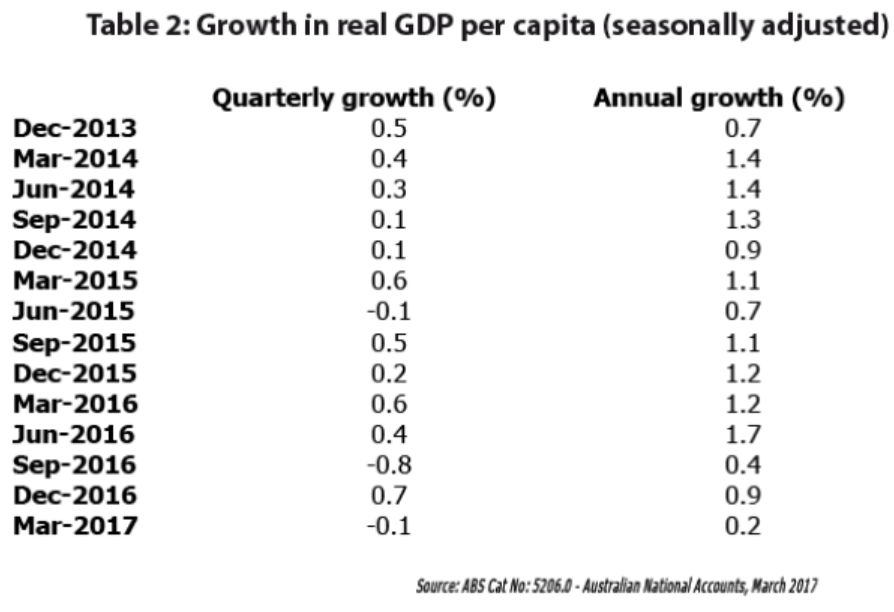 Table 2: Growth in real GDP per capita (seasonally adjusted)
Quarterly growth (%) Annual growth (%)
Dec-2013 0.5 0.7
Mar-2014 0.4 1.4
Jun-2014 0.3 1.4
Sep-2014 0.1 1.3
Dec-2014 0.1 0.9
Mar-2015 0.6 1.1
Jun-2015 -0.1 0.7
Sep-2015 0.5 1.1
Dec-2015 0.2 1.2
Mar-2016 0.6 1.2
Jun-2016 0.4 1.7
Sep-2016 -0.8 0.4
Dec-2016 0.7 0.9
Mar-2017 -0.1 0.2
Source: ABS Cat No: 5206.0 - Australian National Accounts, March 2017